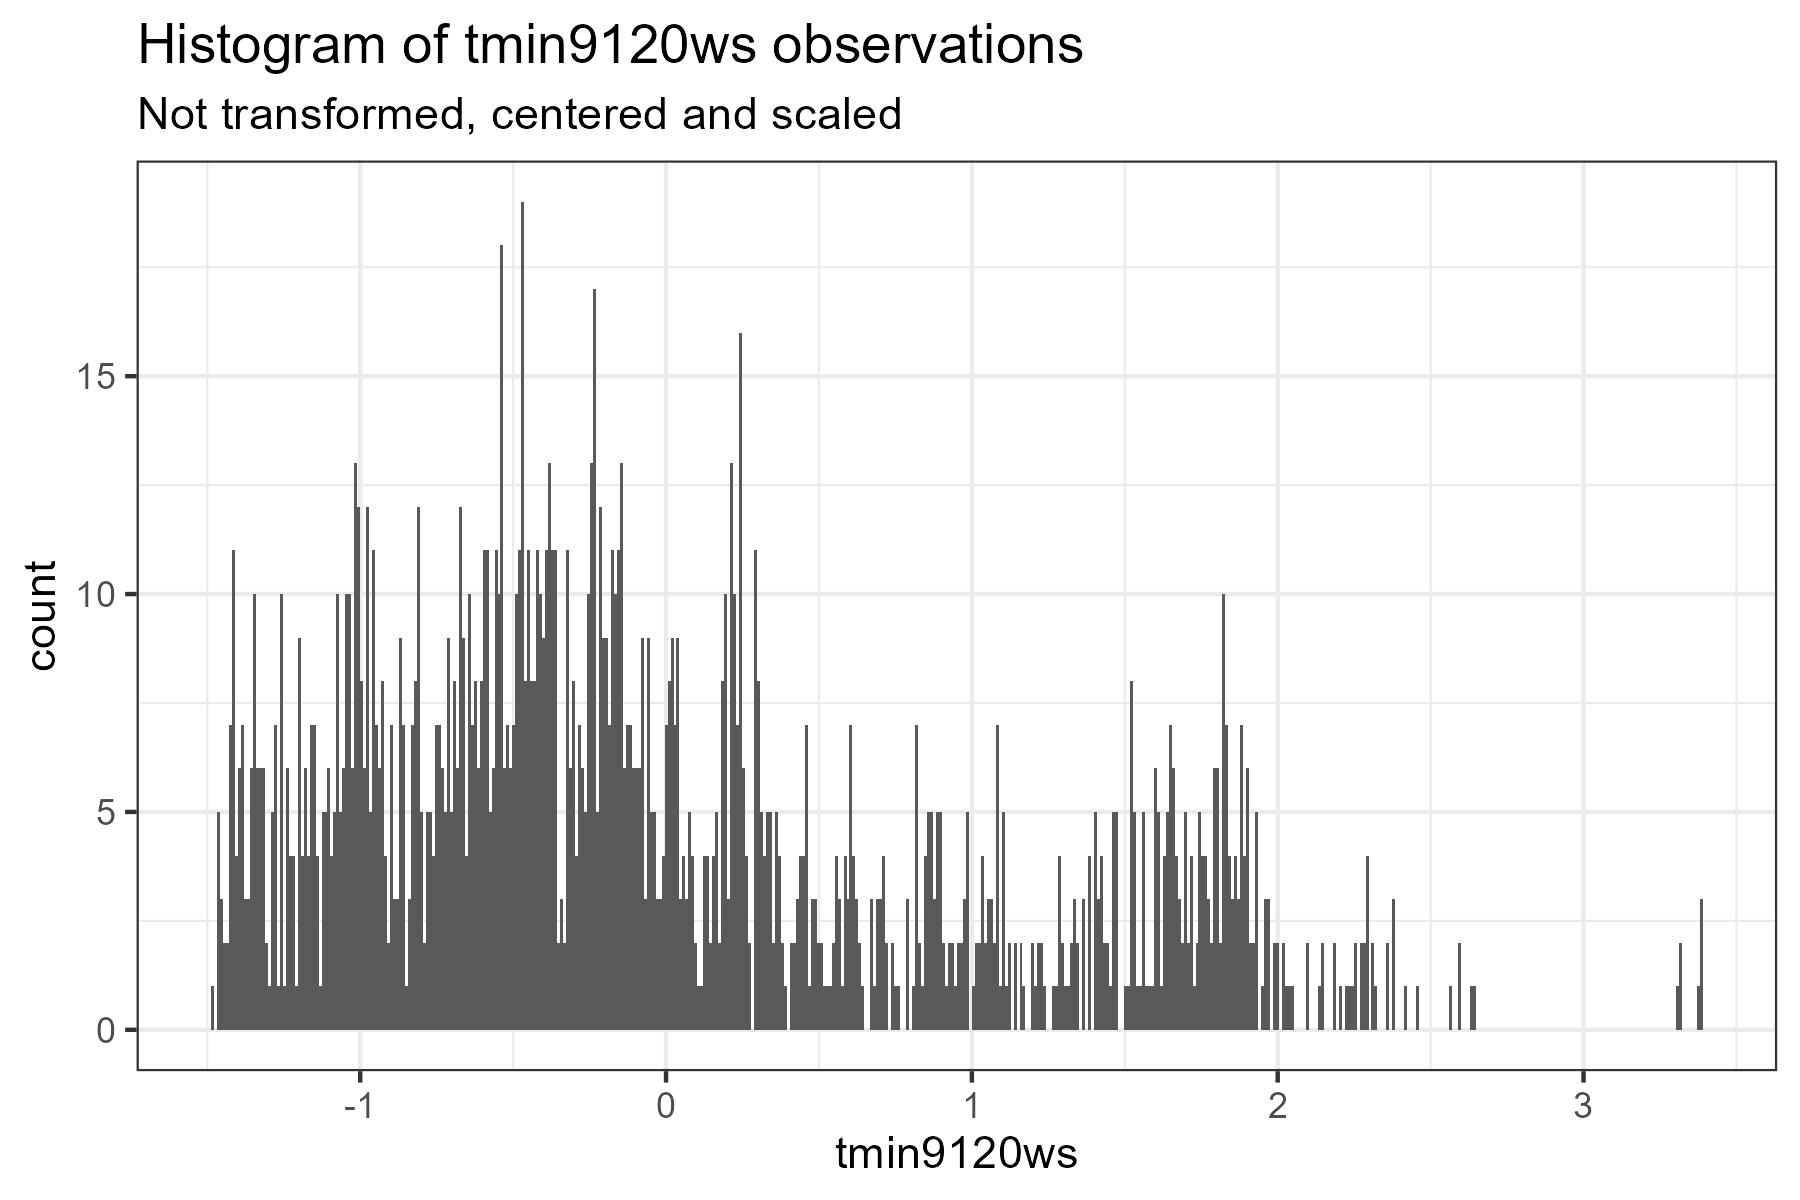 Histogram of tmin9120ws observations
Not transformed, centered and scaled
count
15
10
5
0
-1
0
1
2
3
tmin9120ws